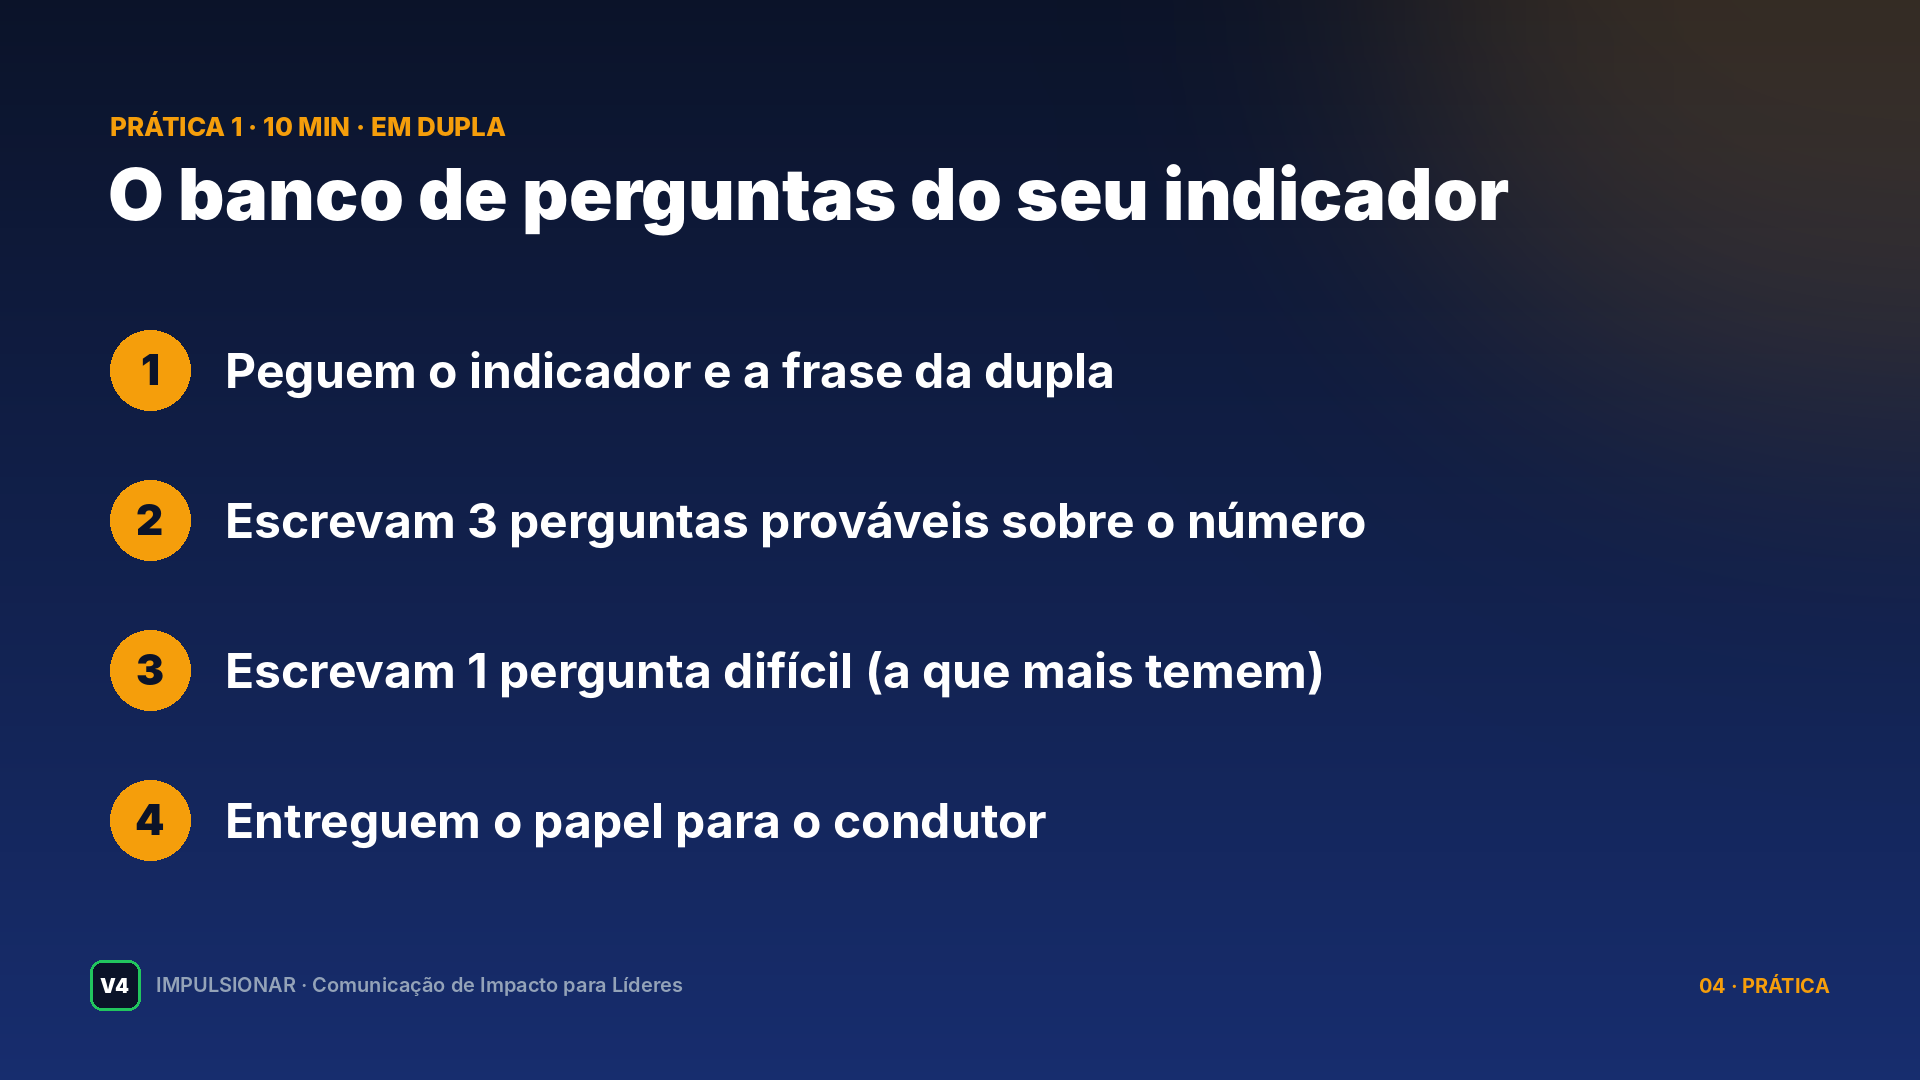 PRÁTICA 1 · 10 MIN · EM DUPLA
O banco de perguntas do seu indicador
1 Peguem o indicador e a frase da dupla
2 Escrevam 3 perguntas prováveis sobre o número
3 Escrevam 1 pergunta difícil (a que mais temem)
4 Entreguem o papel para o condutor
V4 IMPULSIONAR · Comunicação de Impacto para Líderes
04 · PRÁTICA